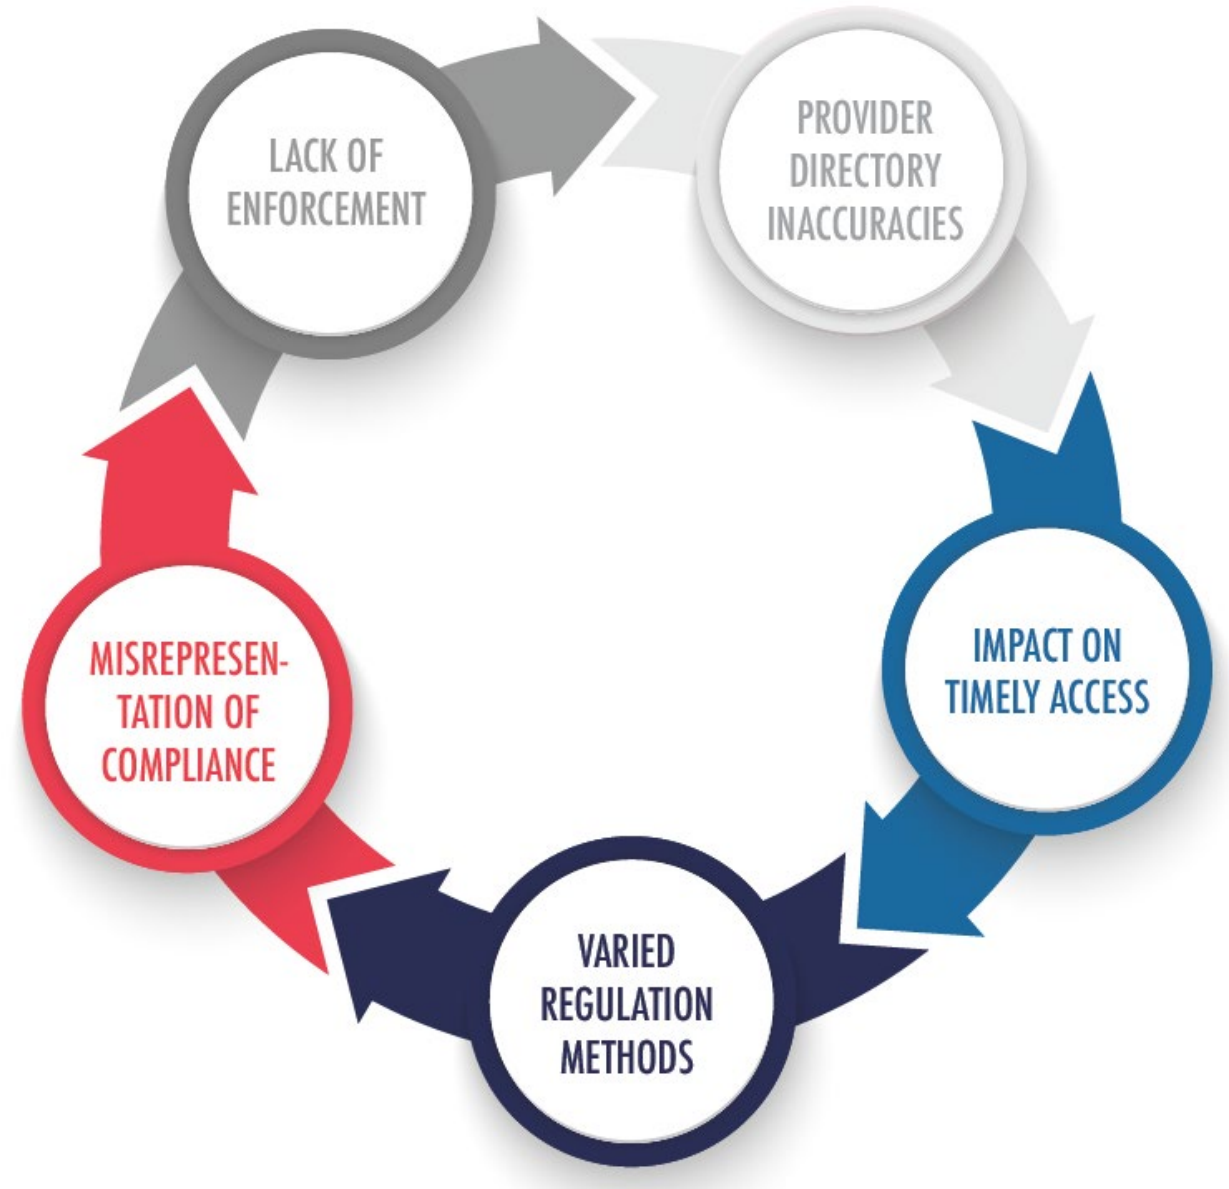 LACK OF
ENFORCEMENT
PROVIDER
DIRECTORY
INACCURACIES
IMPACT ON
TIMELY ACCESS
VARIED
REGULATION
METHODS
MISREPRESEN-
TATION OF
COMPLIANCE